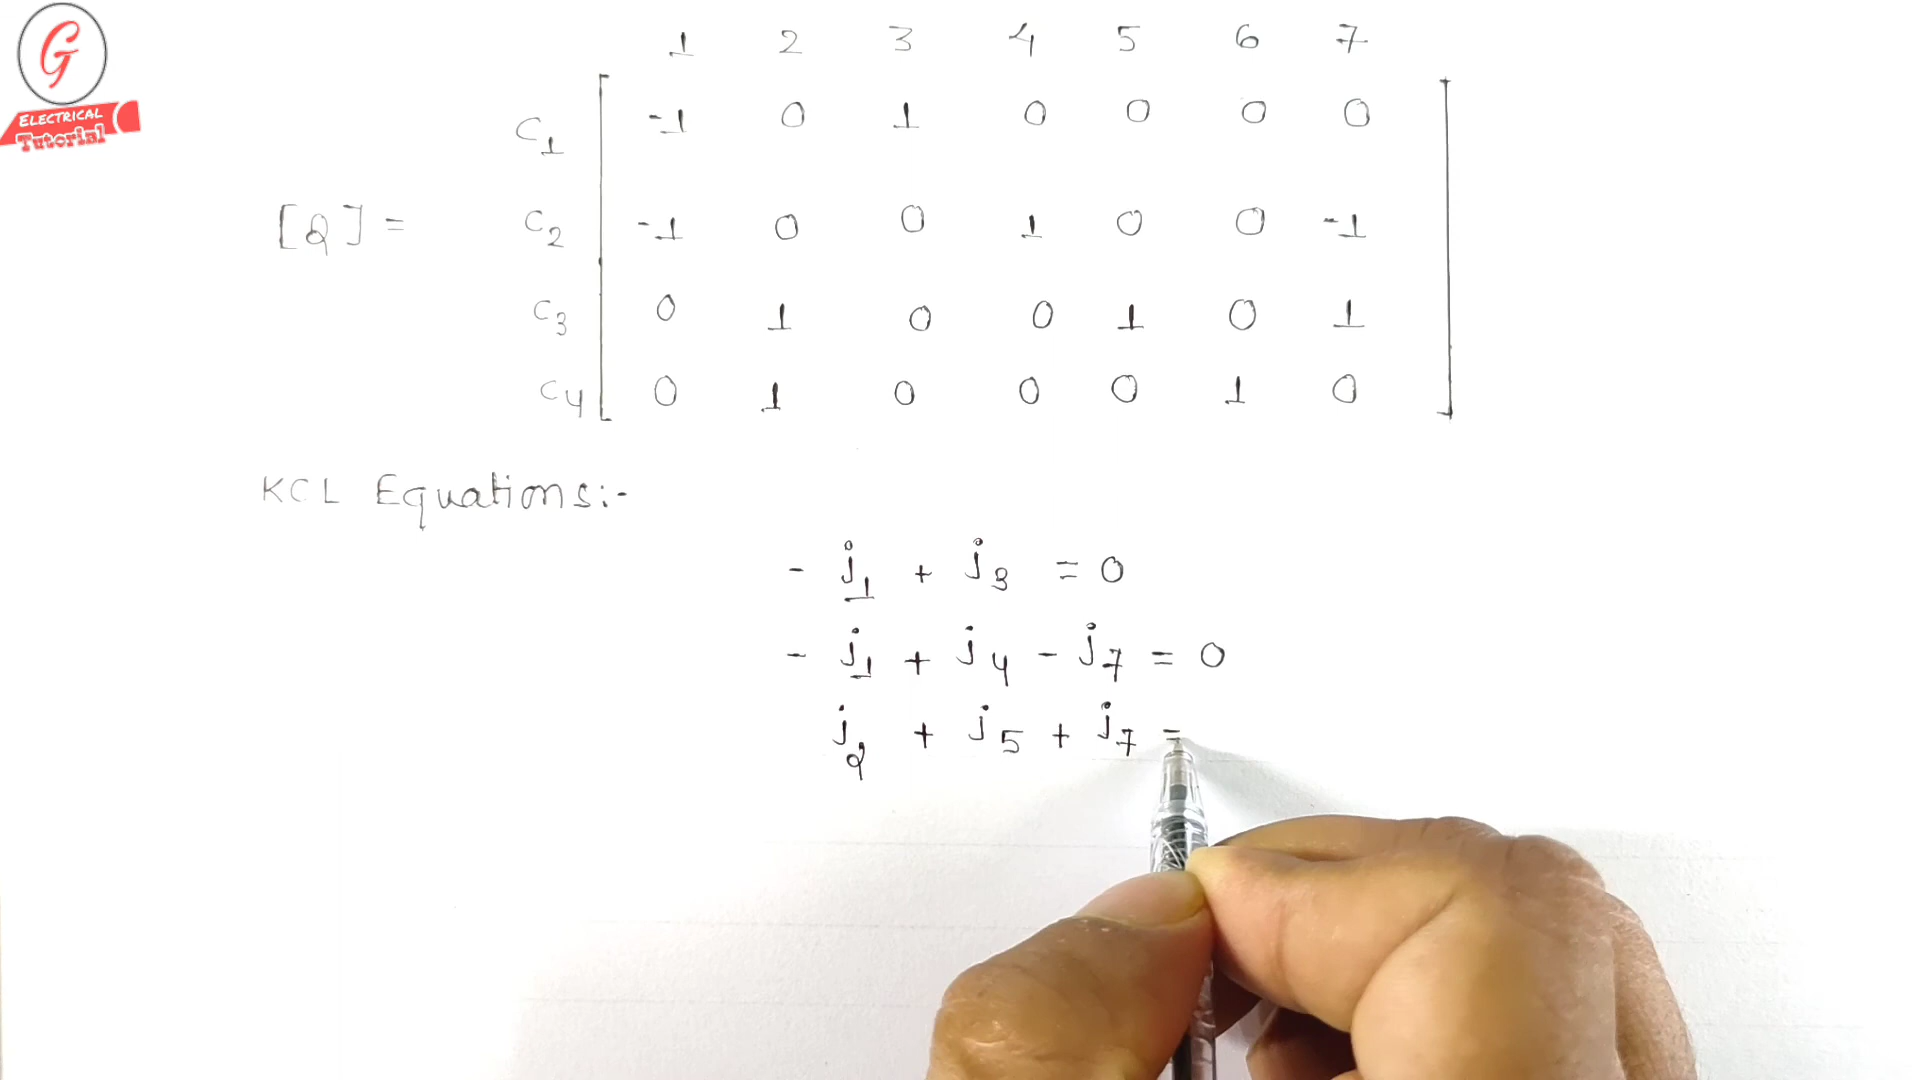 G
ELECTRICAL
Tutorial
1 2 3 4 5 6 7
C1 -1 0 1 0 0 0 0
[Q] = C2 -1 0 0 1 0 0 -1
C3 0 1 0 0 1 0 1
C4 0 1 0 0 0 1 0
KCL Equations:-
- j1 + j3 = 0
- j1 + j4 - j7 = 0
j2 + j5 + j7 =